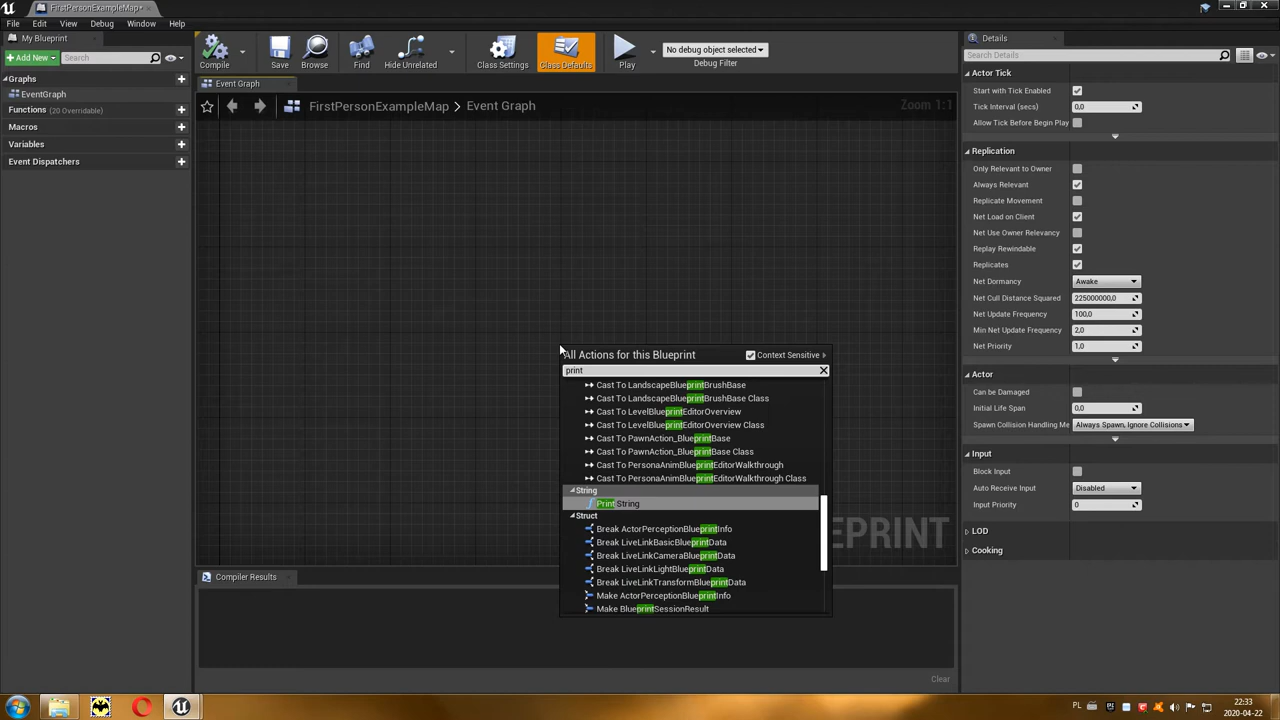 FirstPersonExampleMap*
File Edit View Asset Debug Window Help
My Blueprint
Details
+ Add New
Search
Compile
Save
Browse
Find
Hide Unrelated
Class Settings
Class Defaults
Play
No debug object selected
Debug Filter
Search Details
Graphs
EventGraph
Functions (20 Overridable)
Macros
Variables
Event Dispatchers
Event Graph
FirstPersonExampleMap > Event Graph
Zoom 1:1
All Actions for this Blueprint
Context Sensitive
print
Cast To LandscapeBlueprintBrushBase
Cast To LandscapeBlueprintBrushBase Class
Cast To LevelBlueprintEditorOverview
Cast To LevelBlueprintEditorOverview Class
Cast To PawnAction_BlueprintBase
Cast To PawnAction_BlueprintBase Class
Cast To PersonaAnimBlueprintEditorWalkthrough
Cast To PersonaAnimBlueprintEditorWalkthrough Class
String
Print String
Struct
Break ActorPerceptionBlueprintInfo
Break LiveLinkBasicBlueprintData
Break LiveLinkCameraBlueprintData
Break LiveLinkLightBlueprintData
Break LiveLinkTransformBlueprintData
Make ActorPerceptionBlueprintInfo
Make BlueprintSessionResult
EPRINT
Compiler Results
Clear
Actor Tick
Start with Tick Enabled
Tick Interval (secs) 0,0
Allow Tick Before Begin Play
Replication
Only Relevant to Owner
Always Relevant
Replicate Movement
Net Load on Client
Net Use Owner Relevancy
Replay Rewindable
Replicates
Net Dormancy Awake
Net Cull Distance Squared 225000000,0
Net Update Frequency 100,0
Min Net Update Frequency 2,0
Net Priority 1,0
Actor
Can be Damaged
Initial Life Span 0,0
Spawn Collision Handling Me Always Spawn, Ignore Collisions
Input
Block Input
Auto Receive Input Disabled
Input Priority 0
LOD
Cooking
PL
22:33
2020-04-22